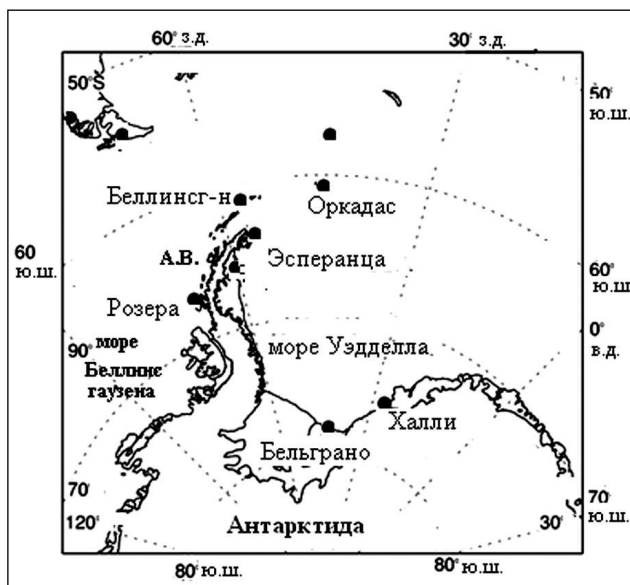 60° з.д.
30° з.д.
50° S
50°
ю.ш.
Беллинсг-н
Оркадас
А.В.
Эсперанца
60
ю.ш.
60°
ю.ш.
Розера
0°
в.д.
море
90°
Беллинс
гаузена
море Уэдделла
Халли
Бельграно
70
70°
ю.ш.
Антарктида
120°
30°
80° ю.ш.
80° ю.ш.